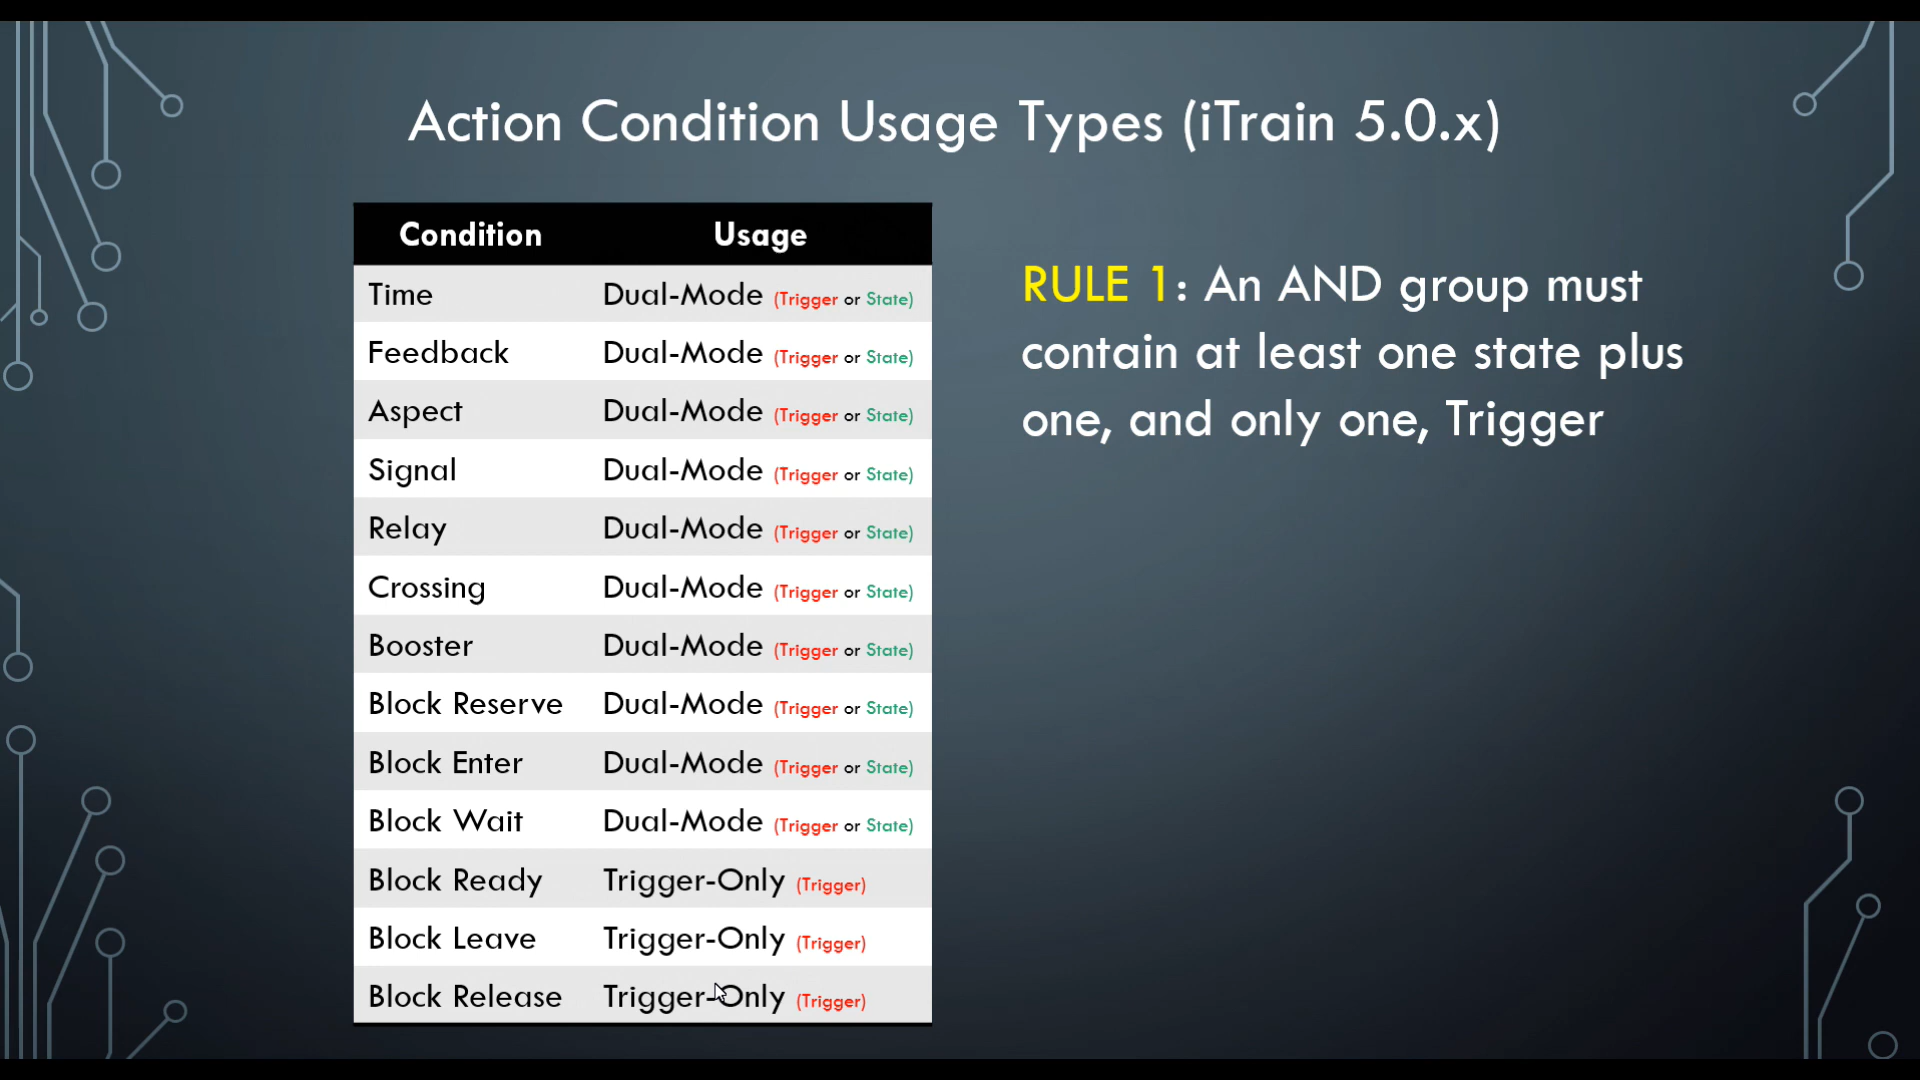 Action Condition Usage Types (iTrain 5.0.x)
Condition Usage
Time Dual-Mode (Trigger or State)
Feedback Dual-Mode (Trigger or State)
Aspect Dual-Mode (Trigger or State)
Signal Dual-Mode (Trigger or State)
Relay Dual-Mode (Trigger or State)
Crossing Dual-Mode (Trigger or State)
Booster Dual-Mode (Trigger or State)
Block Reserve Dual-Mode (Trigger or State)
Block Enter Dual-Mode (Trigger or State)
Block Wait Dual-Mode (Trigger or State)
Block Ready Trigger-Only (Trigger)
Block Leave Trigger-Only (Trigger)
Block Release Trigger-Only (Trigger)
RULE 1: An AND group must
contain at least one state plus
one, and only one, Trigger